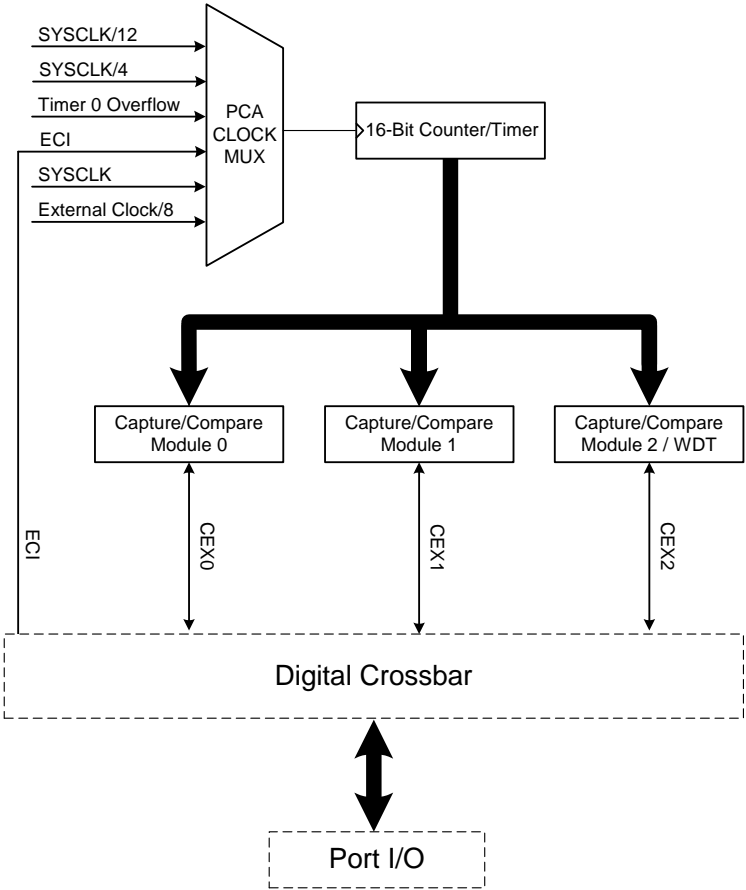 SYSCLK/12
SYSCLK/4
Timer 0 Overflow
ECI
SYSCLK
External Clock/8
PCA
CLOCK
MUX
16-Bit Counter/Timer
Capture/Compare
Module 0
Capture/Compare
Module 1
Capture/Compare
Module 2 / WDT
ECI
CEX0
CEX1
CEX2
Digital Crossbar
Port I/O